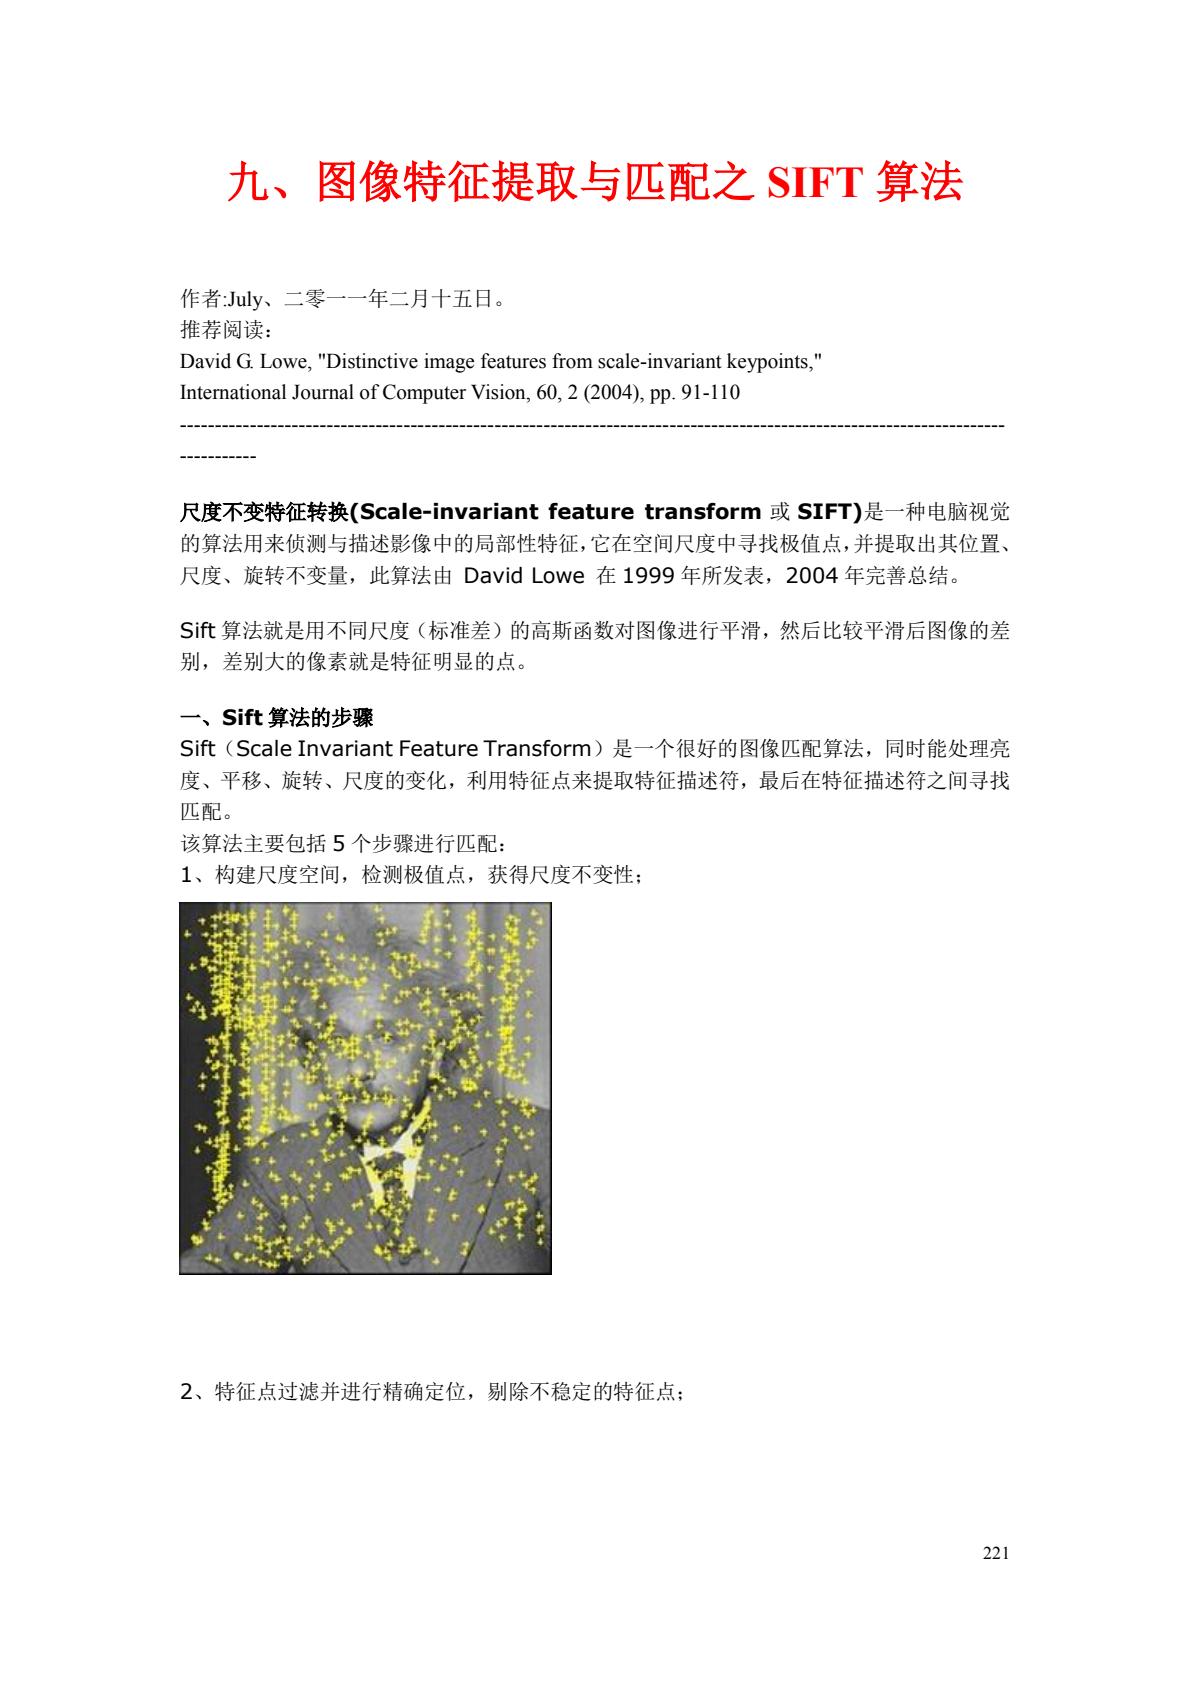 九、图像特征提取与匹配之 SIFT 算法
作者:July、二零一一年二月十五日。
推荐阅读：
David G. Lowe, "Distinctive image features from scale-invariant keypoints,"
International Journal of Computer Vision, 60, 2 (2004), pp. 91-110
----------------------------------------------------------------------------------------------------------------------
-----------
尺度不变特征转换(Scale-invariant feature transform 或 SIFT)是一种电脑视觉
的算法用来侦测与描述影像中的局部性特征，它在空间尺度中寻找极值点，并提取出其位置、
尺度、旋转不变量，此算法由 David Lowe 在 1999 年所发表，2004 年完善总结。
Sift 算法就是用不同尺度（标准差）的高斯函数对图像进行平滑，然后比较平滑后图像的差
别，差别大的像素就是特征明显的点。
一、Sift 算法的步骤
Sift（Scale Invariant Feature Transform）是一个很好的图像匹配算法，同时能处理亮
度、平移、旋转、尺度的变化，利用特征点来提取特征描述符，最后在特征描述符之间寻找
匹配。
该算法主要包括 5 个步骤进行匹配：
1、构建尺度空间，检测极值点，获得尺度不变性；
2、特征点过滤并进行精确定位，剔除不稳定的特征点；
221